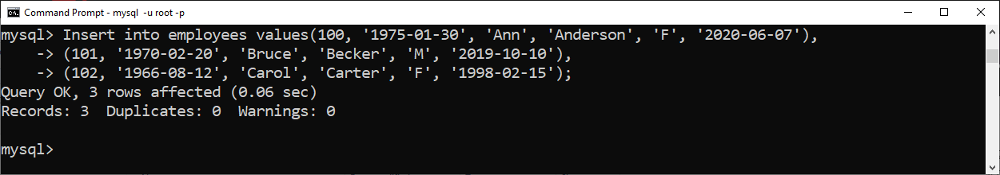 Command Prompt - mysql  -u root -p
mysql> Insert into employees values(100, '1975-01-30', 'Ann', 'Anderson', 'F', '2020-06-07'),
    -> (101, '1970-02-20', 'Bruce', 'Becker', 'M', '2019-10-10'),
    -> (102, '1966-08-12', 'Carol', 'Carter', 'F', '1998-02-15');
Query OK, 3 rows affected (0.06 sec)
Records: 3  Duplicates: 0  Warnings: 0
mysql>